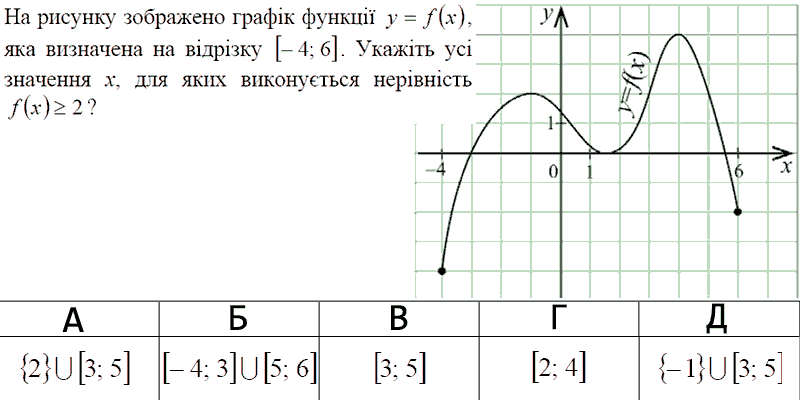 На рисунку зображено графік функції y = f(x),
яка визначена на відрізку [– 4; 6]. Укажіть усі
значення x, для яких виконується нерівність
f(x) ≥ 2 ?
y
y=f(x)
1
–4 0 1 6 x
А Б В Г Д
{2}∪[3; 5] [– 4; 3]∪[5; 6] [3; 5] [2; 4] {–1}∪[3; 5]